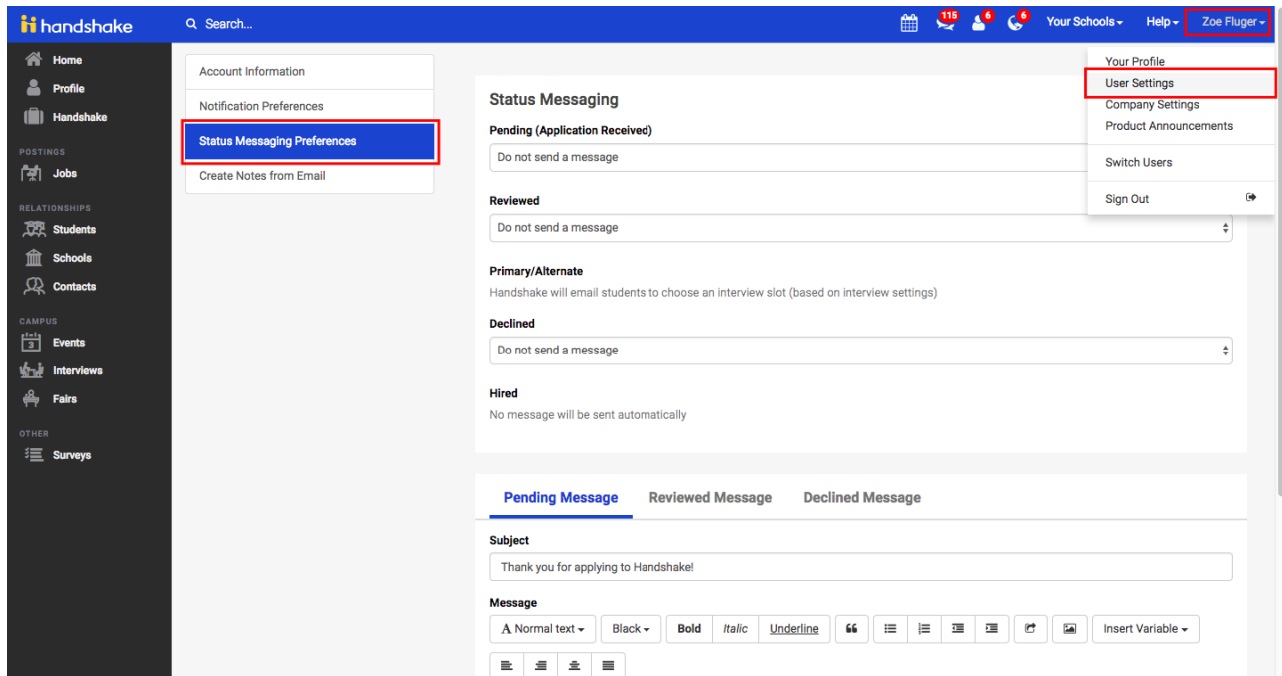 handshake
Search...
115
6
6
Your Schools
Help
Zoe Fluger
Home
Profile
Handshake
POSTINGS
Jobs
RELATIONSHIPS
Students
Schools
Contacts
CAMPUS
3
Events
Interviews
Fairs
OTHER
Surveys
Account Information
Notification Preferences
Status Messaging Preferences
Create Notes from Email
Your Profile
User Settings
Company Settings
Product Announcements
Switch Users
Sign Out
Status Messaging
Pending (Application Received)
Do not send a message
Reviewed
Do not send a message
Primary/Alternate
Handshake will email students to choose an interview slot (based on interview settings)
Declined
Do not send a message
Hired
No message will be sent automatically
Pending Message
Reviewed Message
Declined Message
Subject
Thank you for applying to Handshake!
Message
A Normal text
Black
Bold
Italic
Underline
Insert Variable